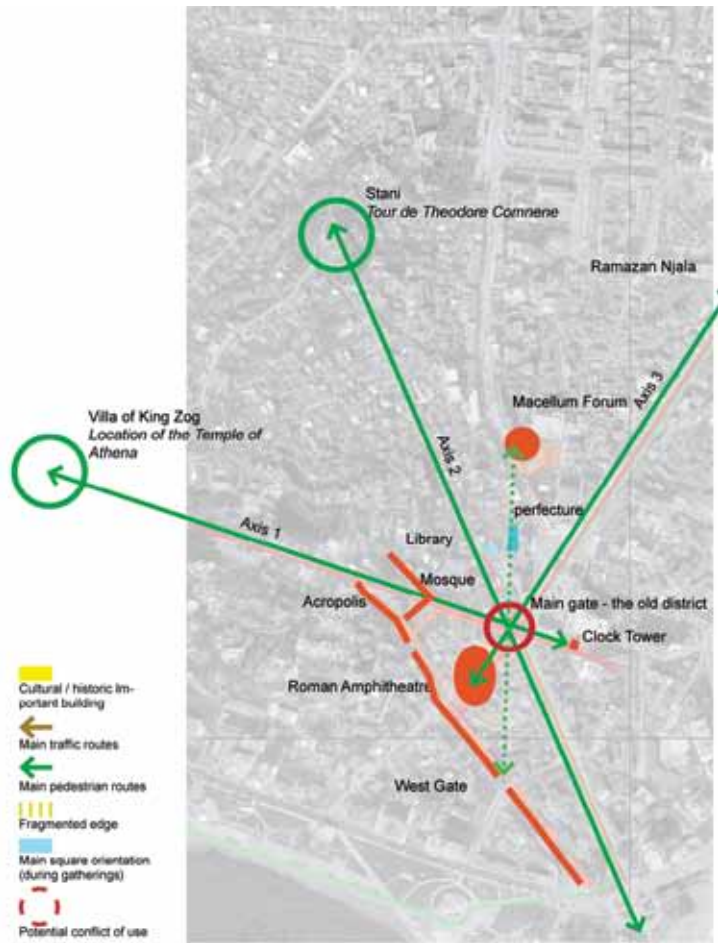 Stani
Tour de Theodore Comnene
Ramazan Njala
Axis 3
Macellum Forum
Villa of King Zog
Location of the Temple of
Athena
Axis 2
perfecture
Axis 1
Library
Mosque
Acropolis
Main gate - the old district
Clock Tower
Roman Amphitheatre
West Gate
Cultural / historic Im-
portant building
Main traffic routes
Main pedestrian routes
Fragmented edge
Main square orientation
(during gatherings)
Potential conflict of use